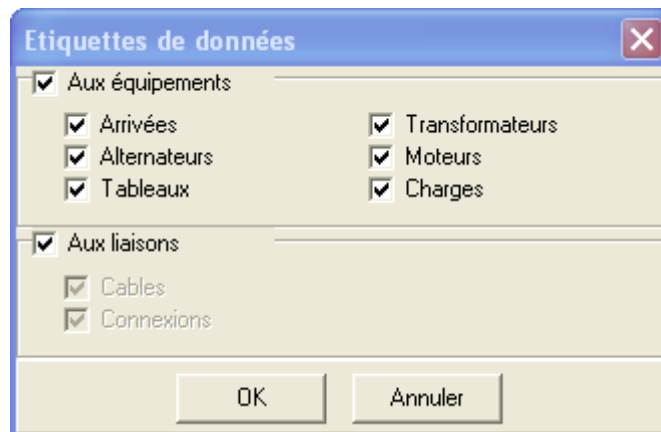 Etiquettes de données
Aux équipements
Arrivées
Transformateurs
Alternateurs
Moteurs
Tableaux
Charges
Aux liaisons
Cables
Connexions
OK
Annuler